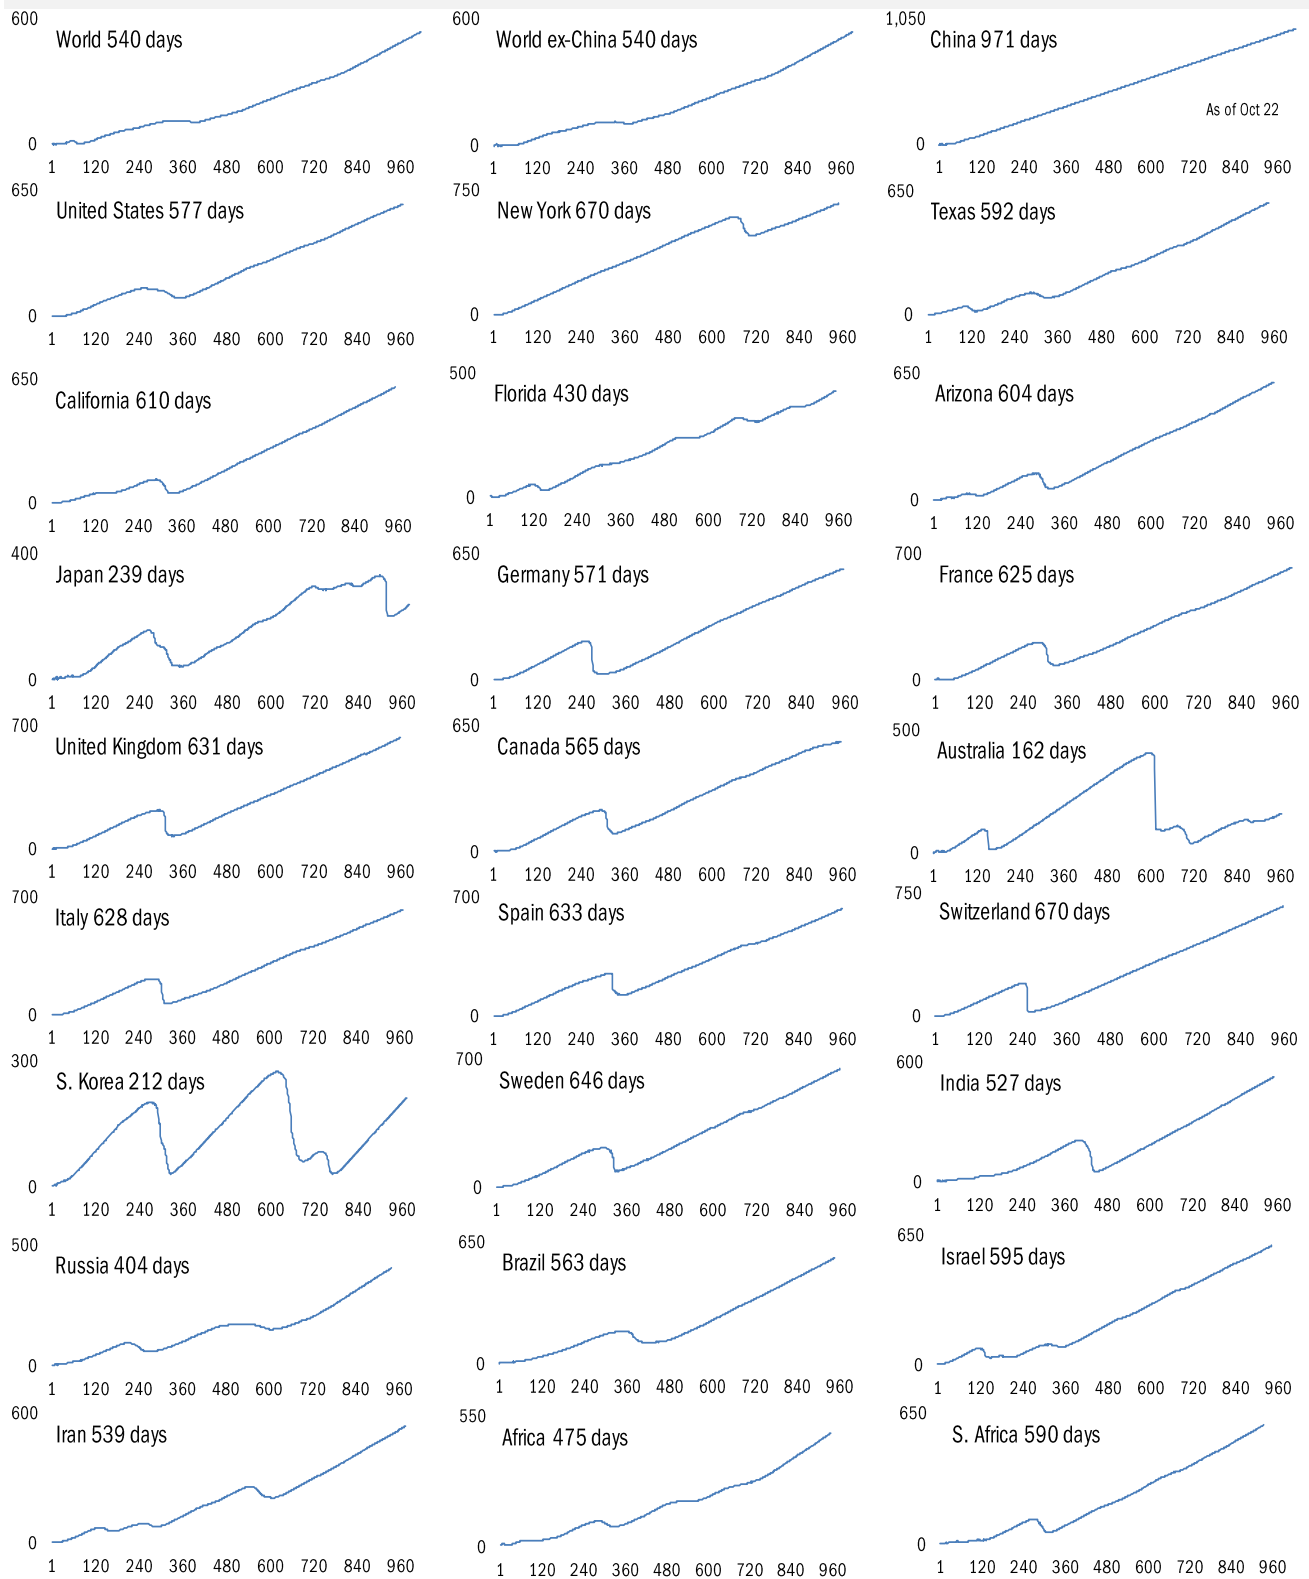 600
World 540 days
0
1 120 240 360 480 600 720 840 960
600
World ex-China 540 days
0
1 120 240 360 480 600 720 840 960
1,050
China 971 days
As of Oct 22
0
1 120 240 360 480 600 720 840 960
650
United States 577 days
0
1 120 240 360 480 600 720 840 960
750
New York 670 days
0
1 120 240 360 480 600 720 840 960
650
Texas 592 days
0
1 120 240 360 480 600 720 840 960
650
California 610 days
0
1 120 240 360 480 600 720 840 960
500
Florida 430 days
0
1 120 240 360 480 600 720 840 960
650
Arizona 604 days
0
1 120 240 360 480 600 720 840 960
400
Japan 239 days
0
1 120 240 360 480 600 720 840 960
650
Germany 571 days
0
1 120 240 360 480 600 720 840 960
700
France 625 days
0
1 120 240 360 480 600 720 840 960
700
United Kingdom 631 days
0
1 120 240 360 480 600 720 840 960
650
Canada 565 days
0
1 120 240 360 480 600 720 840 960
500
Australia 162 days
0
1 120 240 360 480 600 720 840 960
700
Italy 628 days
0
1 120 240 360 480 600 720 840 960
700
Spain 633 days
0
1 120 240 360 480 600 720 840 960
750
Switzerland 670 days
0
1 120 240 360 480 600 720 840 960
300
S. Korea 212 days
0
1 120 240 360 480 600 720 840 960
700
Sweden 646 days
0
1 120 240 360 480 600 720 840 960
600
India 527 days
0
1 120 240 360 480 600 720 840 960
500
Russia 404 days
0
1 120 240 360 480 600 720 840 960
650
Brazil 563 days
0
1 120 240 360 480 600 720 840 960
650
Israel 595 days
0
1 120 240 360 480 600 720 840 960
600
Iran 539 days
0
1 120 240 360 480 600 720 840 960
550
Africa 475 days
0
1 120 240 360 480 600 720 840 960
650
S. Africa 590 days
0
1 120 240 360 480 600 720 840 960